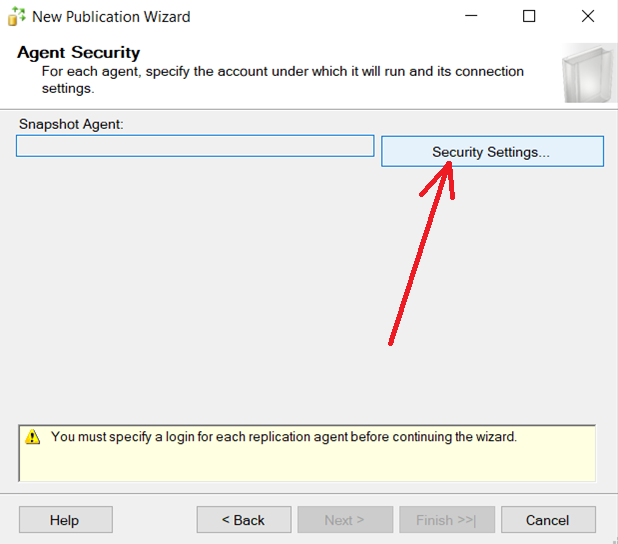 New Publication Wizard
Agent Security
For each agent, specify the account under which it will run and its connection
settings.
Snapshot Agent:
Security Settings...
You must specify a login for each replication agent before continuing the wizard.
Help
< Back
Next >
Finish >>|
Cancel